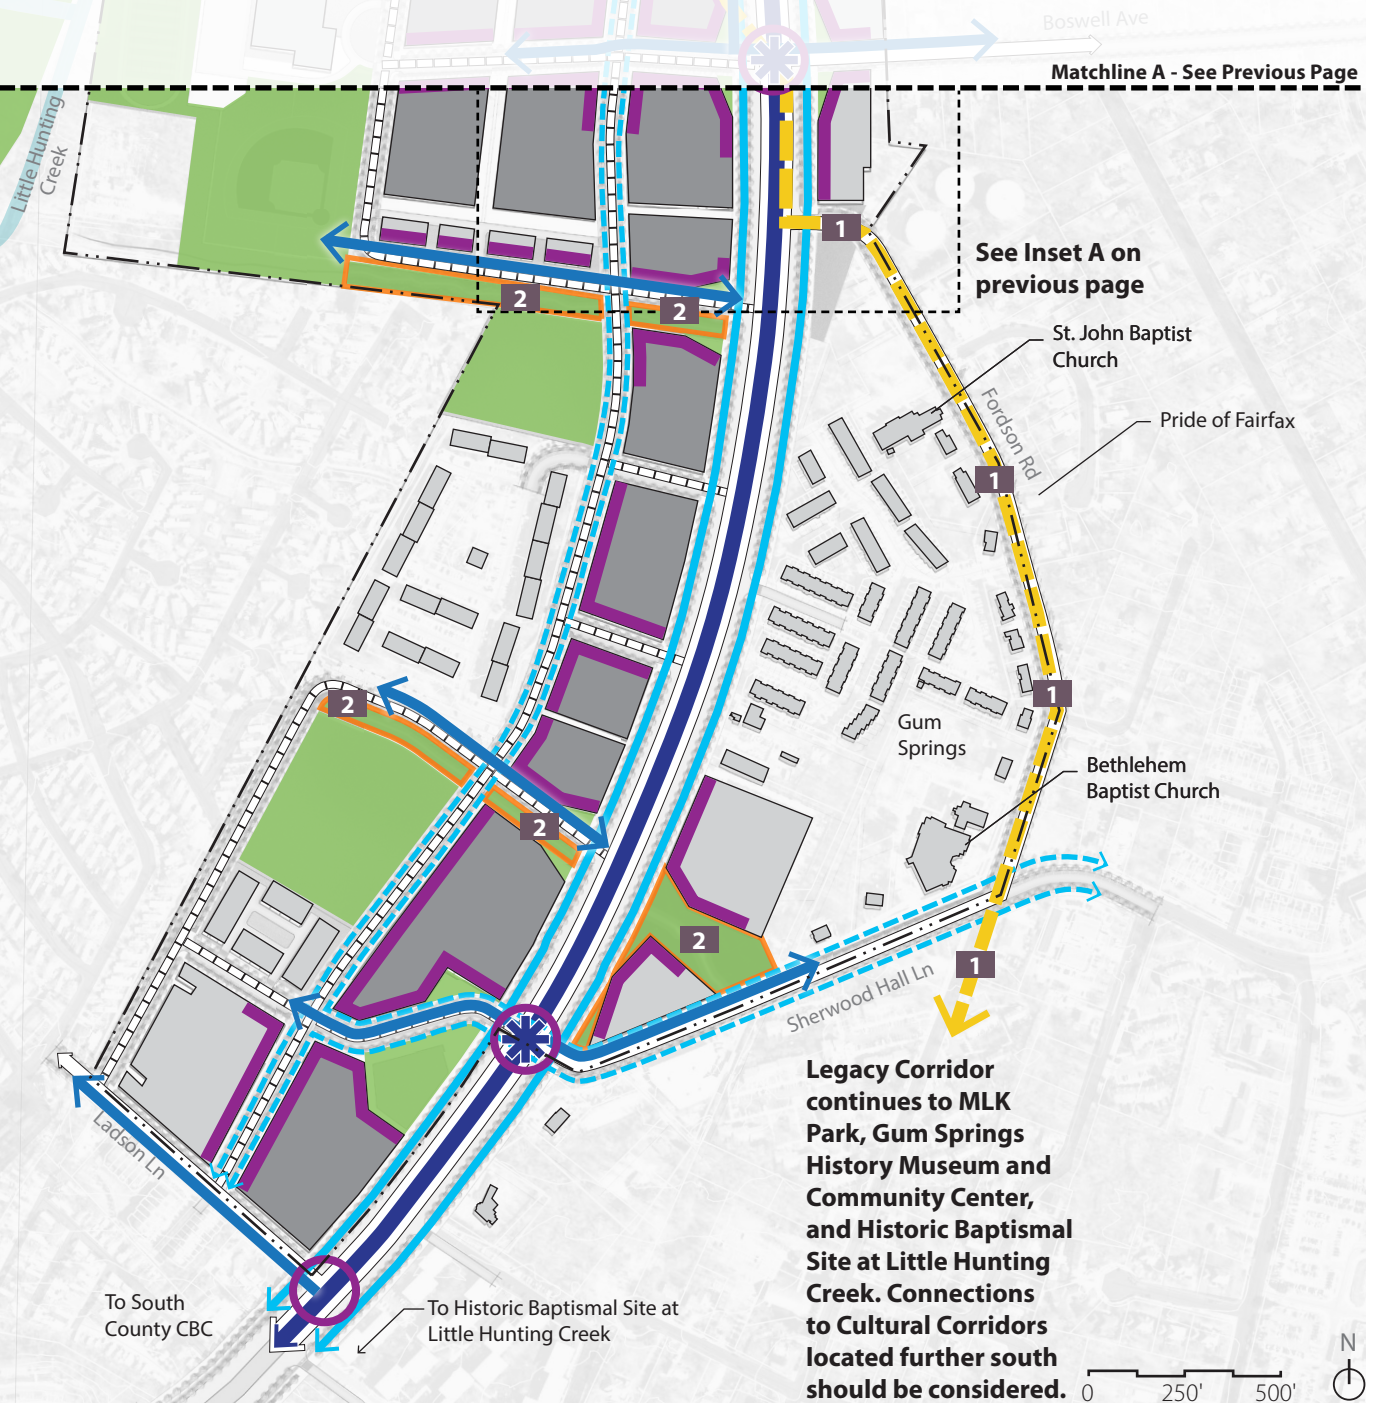 Boswell Ave
Matchline A - See Previous Page
Little Hunting
Creek
1
See Inset A on
previous page
2
2
St. John Baptist
Church
Fordson Rd
Pride of Fairfax
1
2
1
Gum
Springs
Bethlehem
Baptist Church
2
2
1
Sherwood Hall Ln
Legacy Corridor
continues to MLK
Park, Gum Springs
History Museum and
Community Center,
and Historic Baptismal
Site at Little Hunting
Creek. Connections
to Cultural Corridors
located further south
should be considered.
Ladson Ln
To South
County CBC
To Historic Baptismal Site at
Little Hunting Creek
N
0 250' 500'